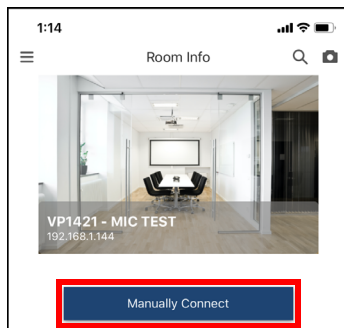 1:14
Room Info
VP1421 - MIC TEST
192.168.1.144
Manually Connect